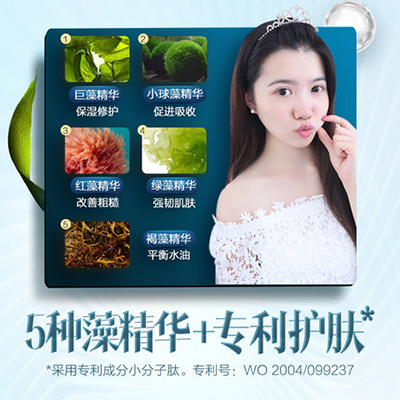 1
巨藻精华
保湿修护
2
小球藻精华
促进吸收
3
红藻精华
改善粗糙
4
绿藻精华
强韧肌肤
5
褐藻精华
平衡水油
5种藻精华+专利护肤*
*采用专利成分小分子肽。专利号：WO 2004/099237